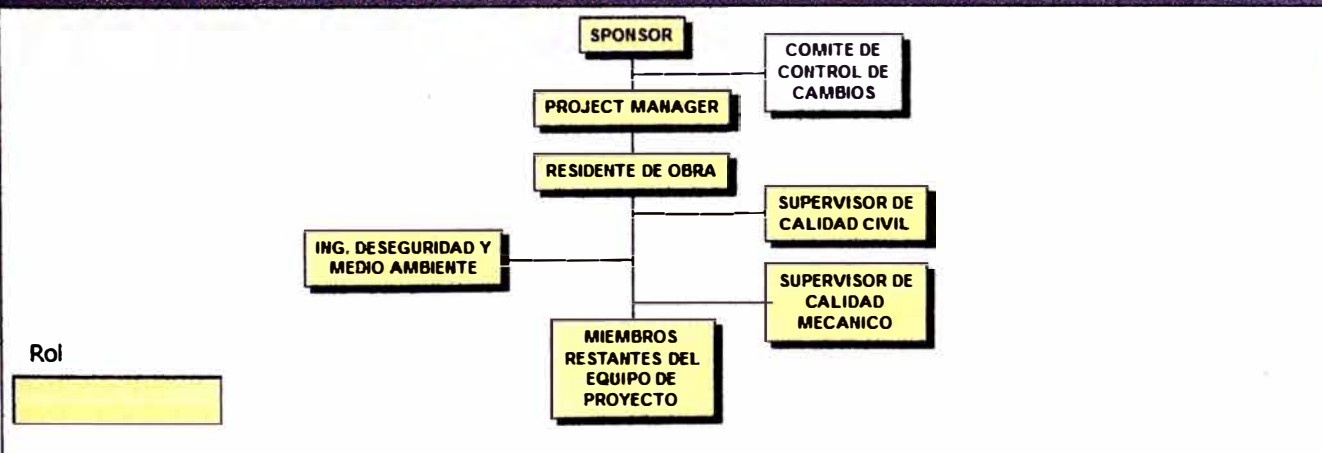 SPONSOR
COMITE DE
CONTROL DE
CAMBIOS
PROJECT MANAGER
RESIDENTE DE OBRA
SUPERVISOR DE
CALIDAD CIVIL
ING. DESEGURIDAD Y
MEDIO AMBIENTE
SUPERVISOR DE
CALIDAD
MECANICO
MIEMBROS
RESTANTES DEL
EQUIPO DE
PROYECTO
Rol